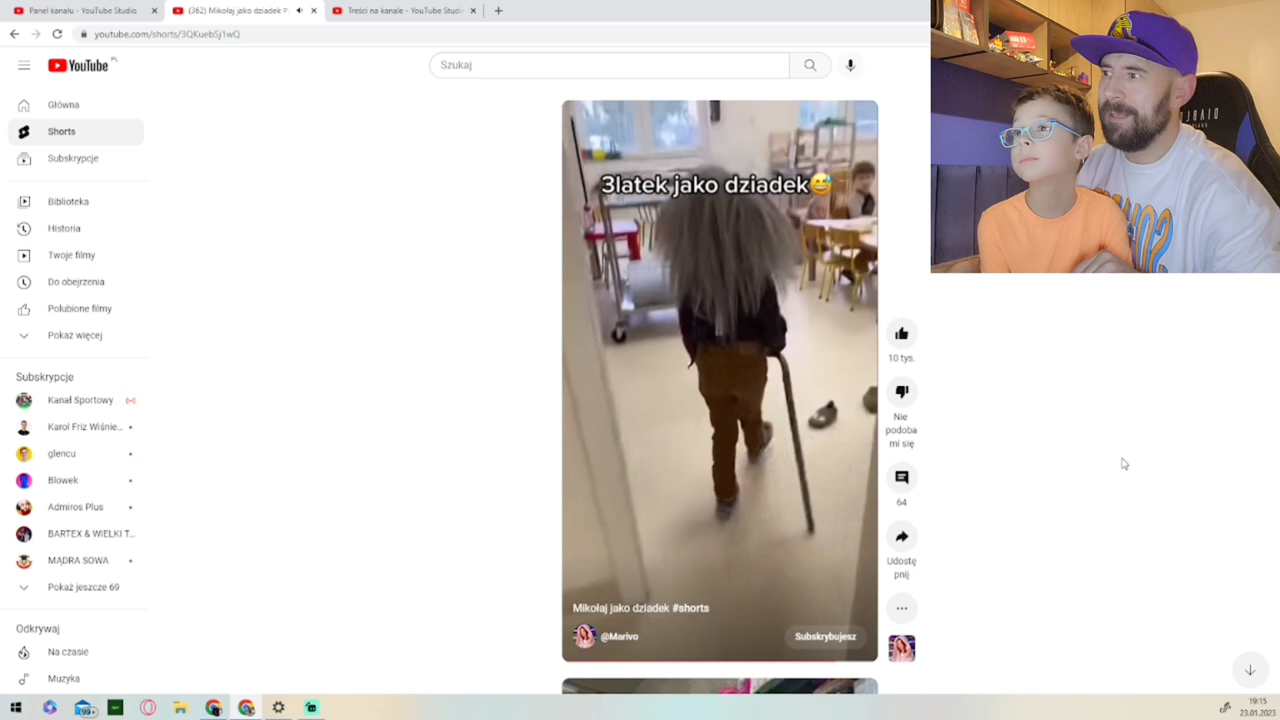 Panel kanału - YouTube Studio
(362) Mikołaj jako dziadek
Treści na kanale - YouTube Studio
youtube.com/shorts/3QKuebSj1wQ
YouTube PL
Szukaj
Główna
Shorts
Subskrypcje
Biblioteka
Historia
Twoje filmy
Do obejrzenia
Polubione filmy
Pokaż więcej
Subskrypcje
Kanał Sportowy
Karol Friz Wiśnie...
glencu
Blowek
Admiros Plus
BARTEX & WIELKI T...
MĄDRA SOWA
Pokaż jeszcze 69
Odkrywaj
Na czasie
Muzyka
3latek jako dziadek😅
Mikołaj jako dziadek #shorts
@Marivo
Subskrybujesz
10 tys.
Nie
podoba
mi się
64
Udostę
pnij
99+
19:15
23.01.2023